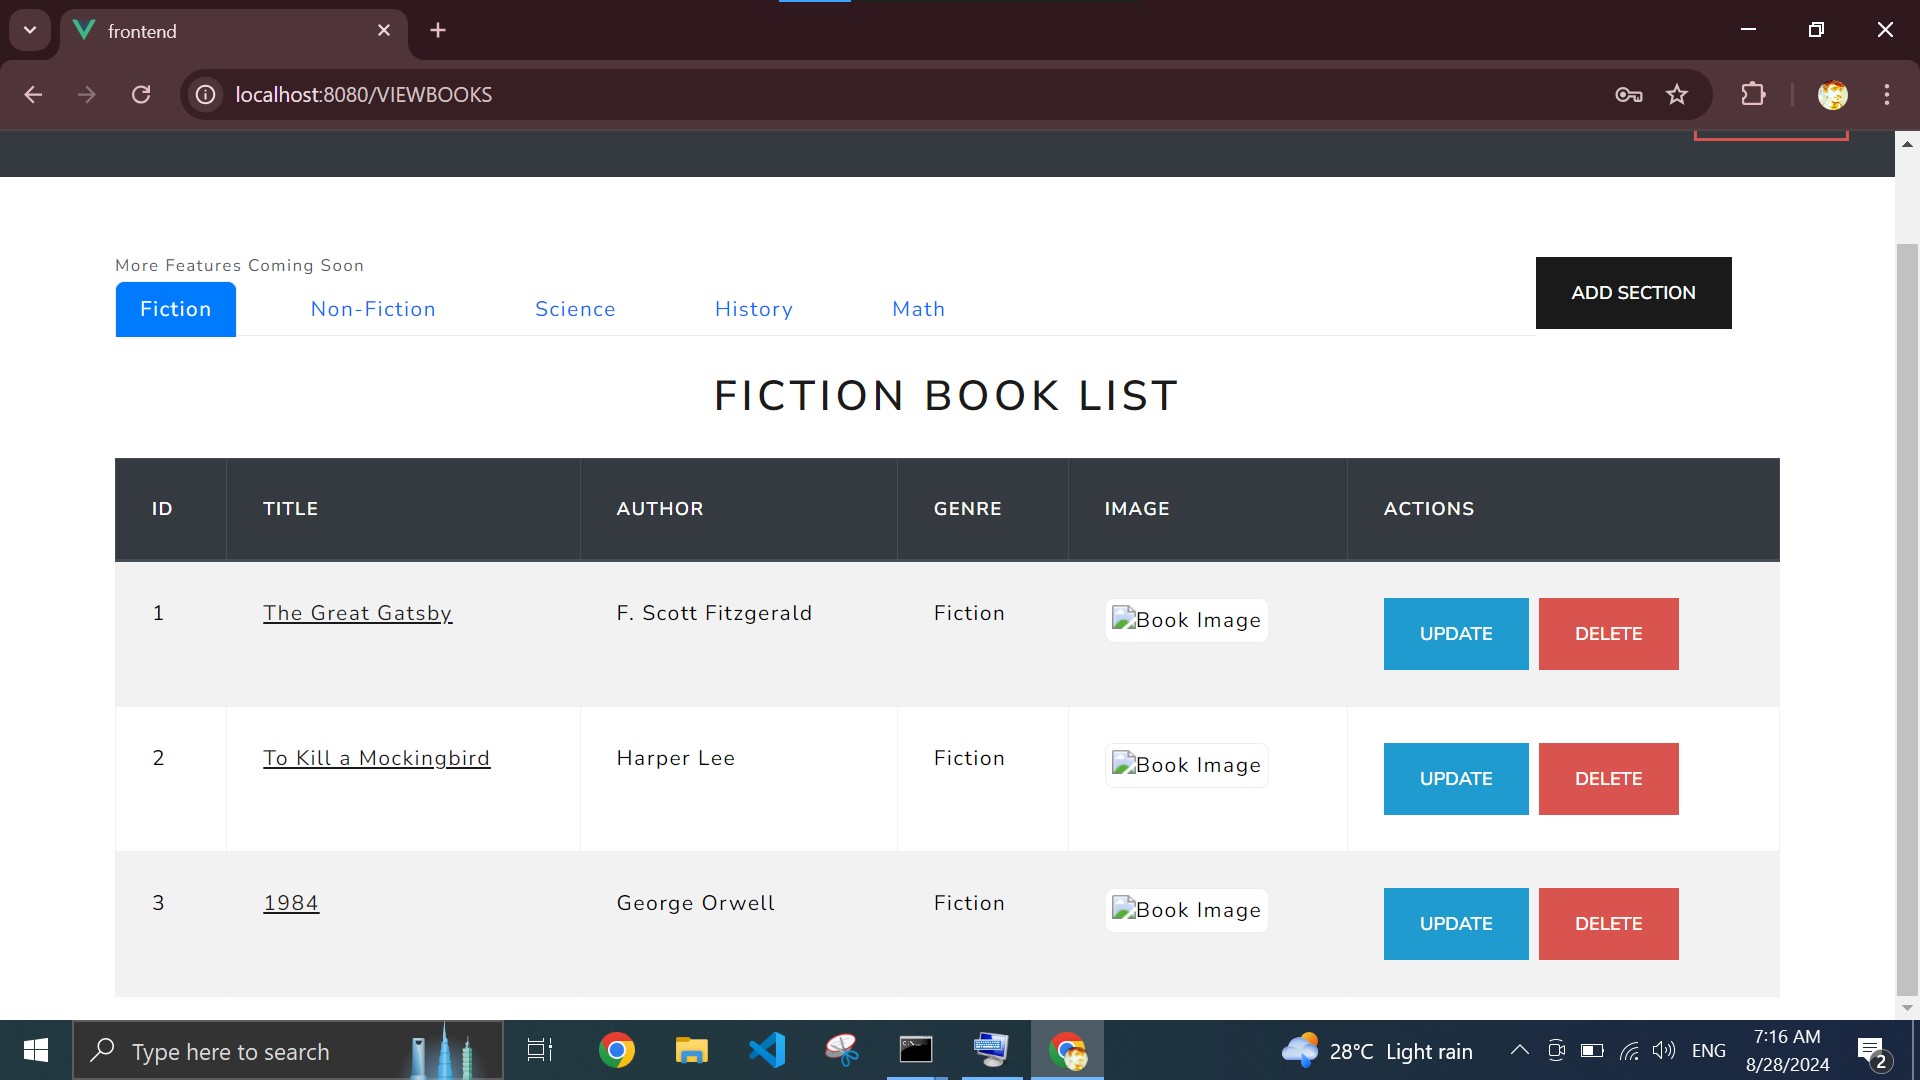 frontend
localhost:8080/VIEWBOOKS
More Features Coming Soon
Fiction Non-Fiction Science History Math
ADD SECTION
FICTION BOOK LIST
ID TITLE AUTHOR GENRE IMAGE ACTIONS
1 The Great Gatsby F. Scott Fitzgerald Fiction Book Image UPDATE DELETE
2 To Kill a Mockingbird Harper Lee Fiction Book Image UPDATE DELETE
3 1984 George Orwell Fiction Book Image UPDATE DELETE
Type here to search
28°C Light rain
ENG
7:16 AM
8/28/2024
2